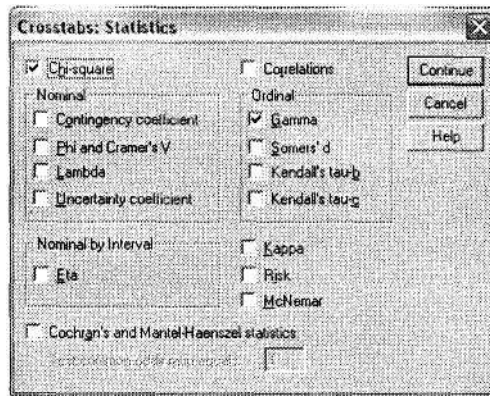 Crosstabs: Statistics
Chi-square
Correlations
Continue
Nominal
Ordinal
Cancel
Contingency coefficient
Gamma
Help
Phi and Cramer's V
Somers' d
Lambda
Kendall's tau-b
Uncertainty coefficient
Kendall's tau-c
Nominal by Interval
Kappa
Eta
Risk
McNemar
Cochran's and Mantel-Haenszel statistics